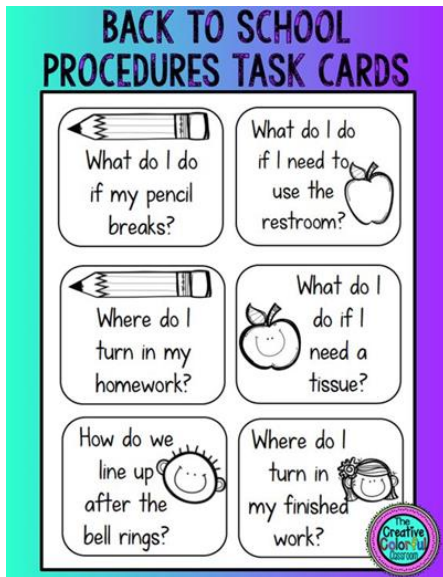 BACK TO SCHOOL
PROCEDURES TASK CARDS
What do I do
if my pencil
breaks?
What do I do
if I need to
use the
restroom?
Where do I
turn in my
homework?
What do I
do if I
need a
tissue?
How do we
line up
after the
bell rings?
Where do I
turn in
my finished
work?
The
Creative
Colorful
Classroom